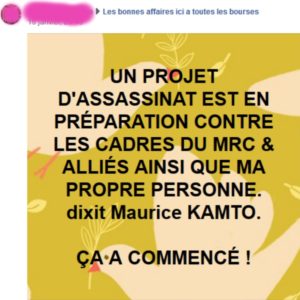 Les bonnes affaires ici a toutes les bourses
UN PROJET
D'ASSASSINAT EST EN
PRÉPARATION CONTRE
LES CADRES DU MRC &
ALLIÉS AINSI QUE MA
PROPRE PERSONNE.
dixit Maurice KAMTO.
ÇA A COMMENCÉ !